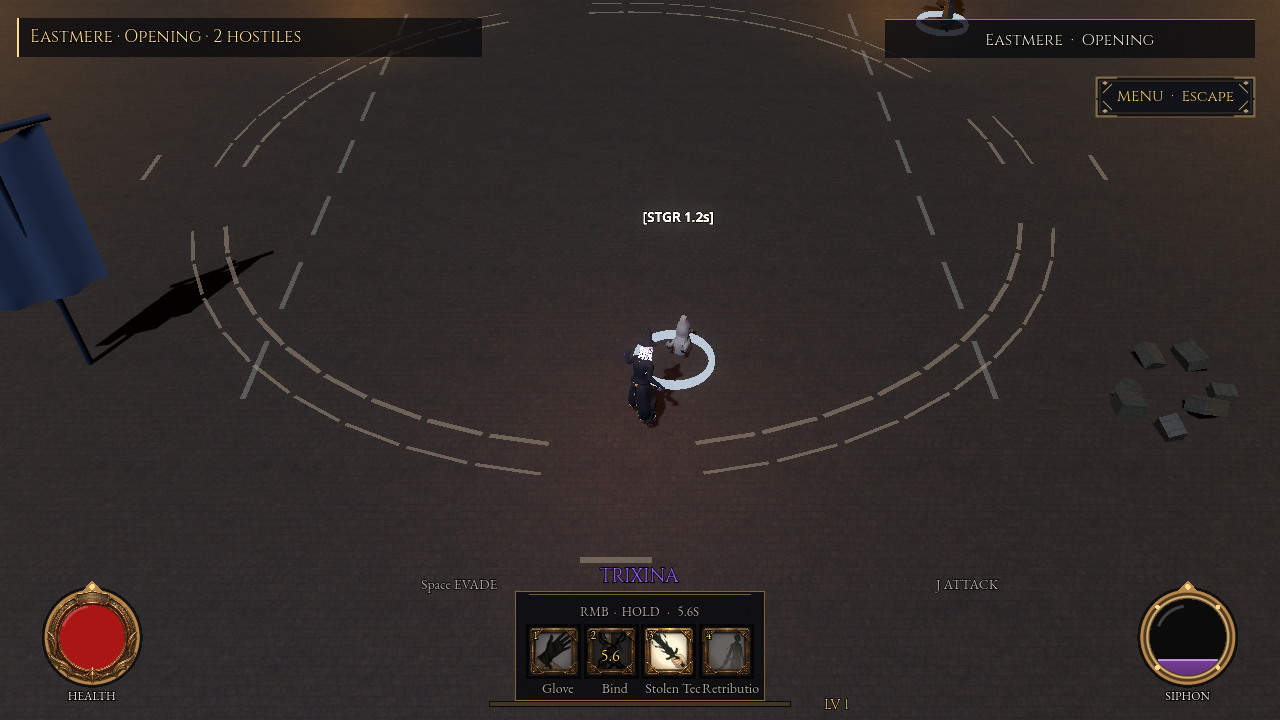 Eastmere · Opening · 2 hostiles
Eastmere · Opening
MENU · Escape
[STGR 1.2s]
Space EVADE
TRIXINA
J ATTACK
RMB · HOLD · 5.6S
1 2 3 4
5.6
Glove Bind Stolen Tec Retributio
HEALTH
SIPHON
LV 1